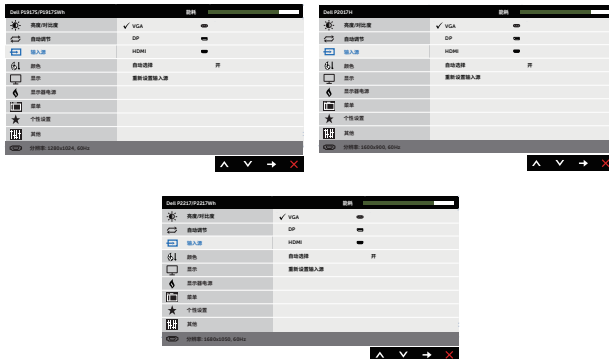 Dell P1917S/P1917SWh 能耗
亮度/对比度 ✓ VGA
自动调节 DP
输入源 HDMI
颜色 自动选择 开
显示 重新设置输入源
显示器电源
菜单
个性设置
其他
分辨率: 1280x1024, 60Hz
Dell P2017H 能耗
亮度/对比度 ✓ VGA
自动调节 DP
输入源 HDMI
颜色 自动选择 开
显示 重新设置输入源
显示器电源
菜单
个性设置
其他
分辨率: 1600x900, 60Hz
Dell P2217/P2217Wh 能耗
亮度/对比度 ✓ VGA
自动调节 DP
输入源 HDMI
颜色 自动选择 开
显示 重新设置输入源
显示器电源
菜单
个性设置
其他
分辨率: 1680x1050, 60Hz